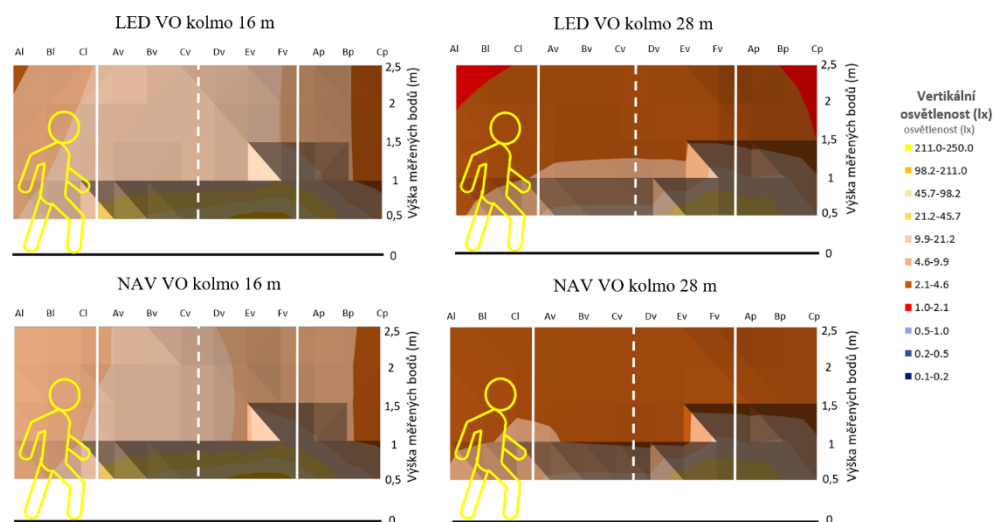 LED VO kolmo 16 m
Al Bl Cl Av Bv Cv Dv Ev Fv Ap Bp Cp
2,5
2
1,5
1
0,5
0
Výška měřených bodů (m)
LED VO kolmo 28 m
Al Bl Cl Av Bv Cv Dv Ev Fv Ap Bp Cp
2,5
2
1,5
1
0,5
0
Výška měřených bodů (m)
Vertikální
osvětlenost (lx)
osvětlenost (lx)
211.0-250.0
98.2-211.0
45.7-98.2
21.2-45.7
9.9-21.2
4.6-9.9
2.1-4.6
1.0-2.1
0.5-1.0
0.2-0.5
0.1-0.2
NAV VO kolmo 16 m
Al Bl Cl Av Bv Cv Dv Ev Fv Ap Bp Cp
2,5
2
1,5
1
0,5
0
Výška měřených bodů (m)
NAV VO kolmo 28 m
Al Bl Cl Av Bv Cv Dv Ev Fv Ap Bp Cp
2,5
2
1,5
1
0,5
0
Výška měřených bodů (m)